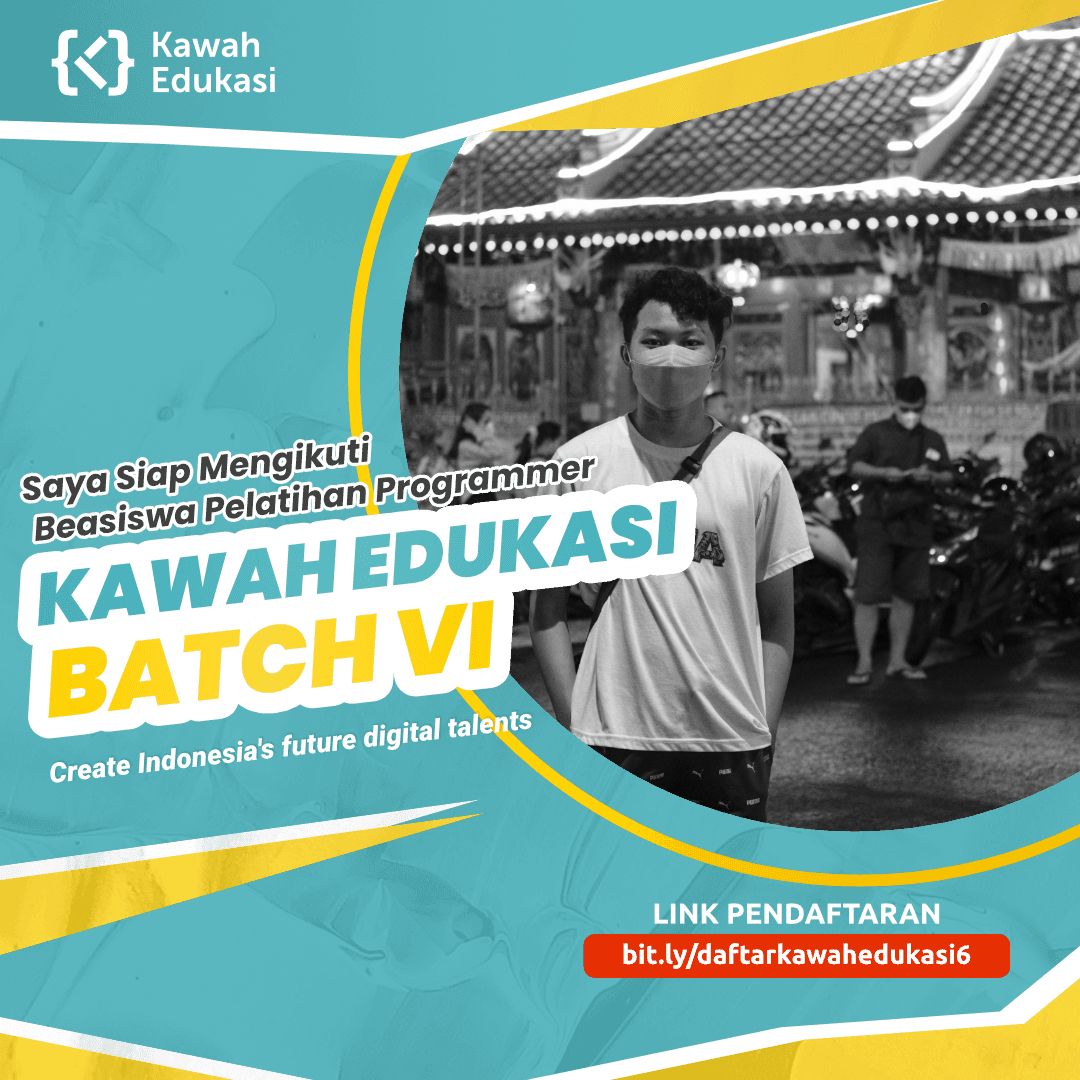 Kawah
Edukasi
Saya Siap Mengikuti
Beasiswa Pelatihan Programmer
KAWAH EDUKASI
BATCH VI
Create Indonesia's future digital talents
LINK PENDAFTARAN
bit.ly/daftarkawahedukasi6